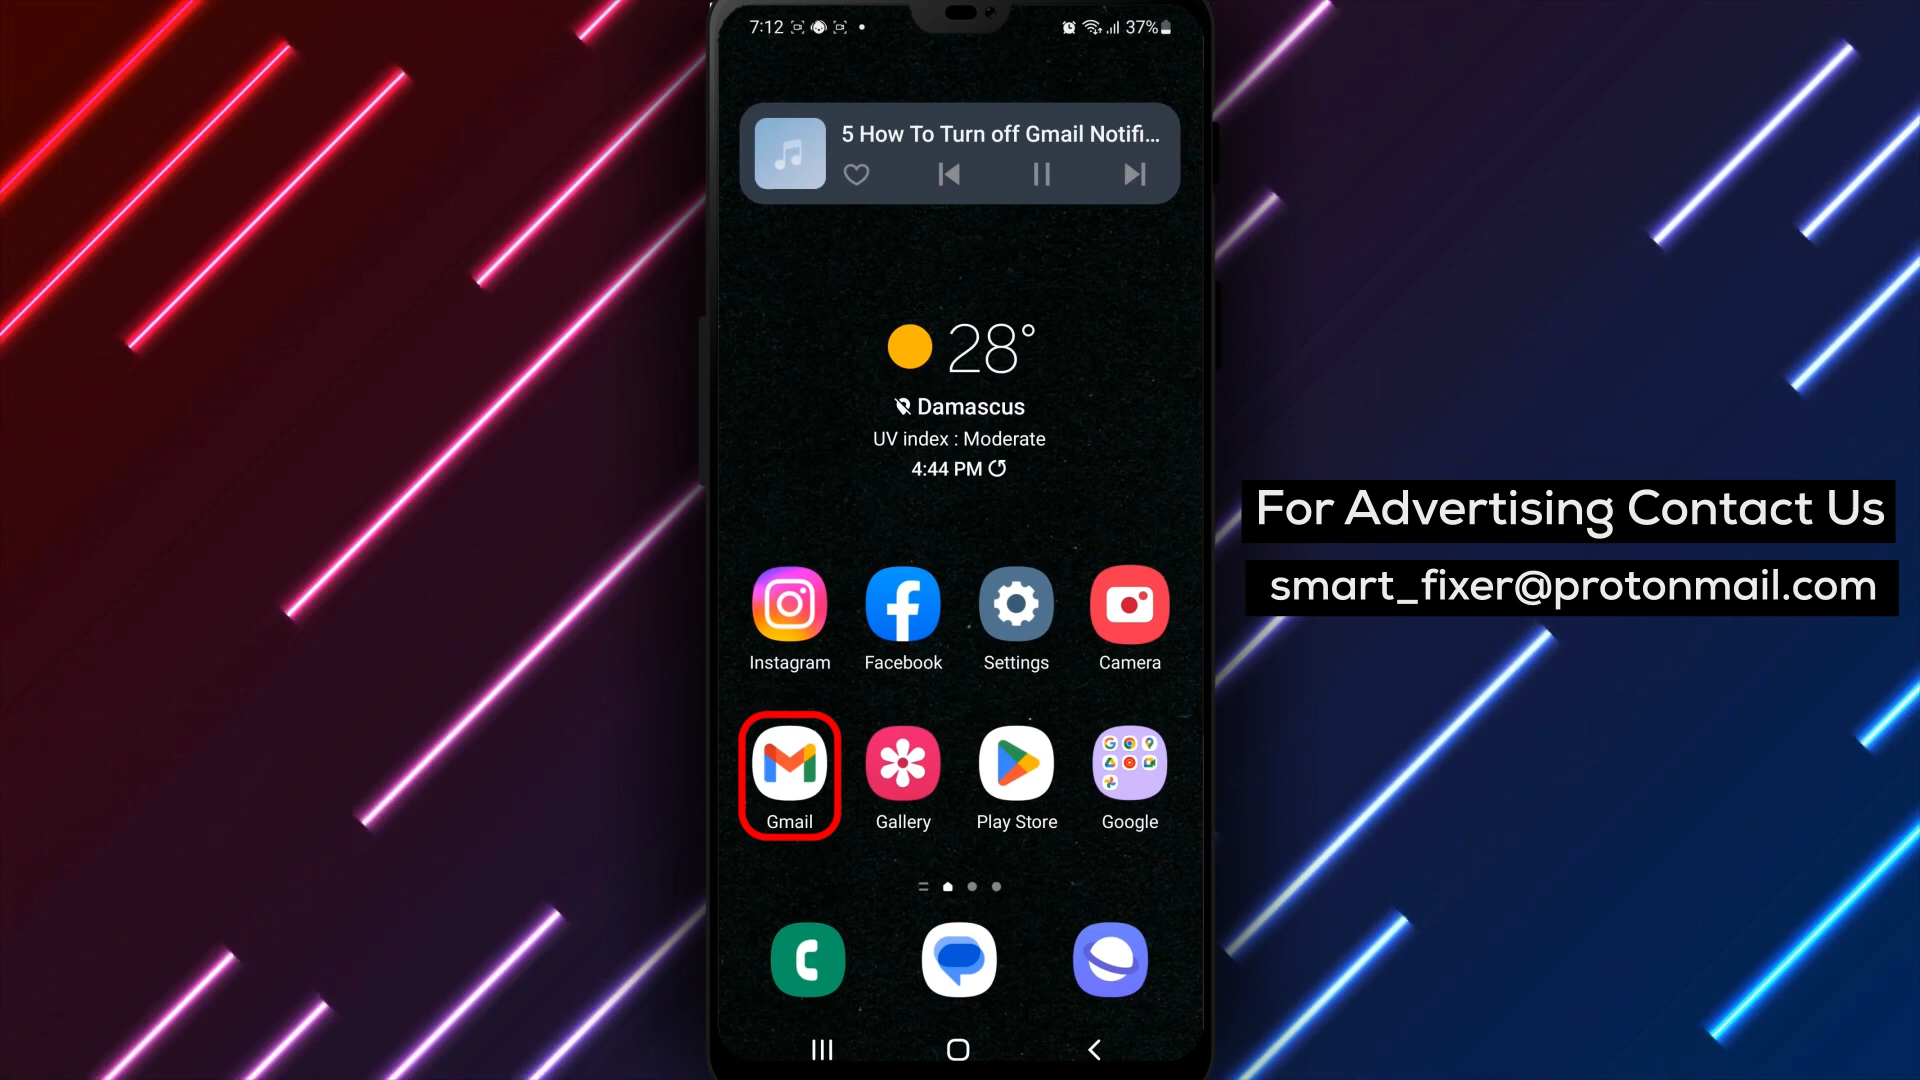 7:12
37%
5 How To Turn off Gmail Notifi...
28°
Damascus
UV index : Moderate
4:44 PM
For Advertising Contact Us
smart_fixer@protonmail.com
Instagram
Facebook
Settings
Camera
Gmail
Gallery
Play Store
Google